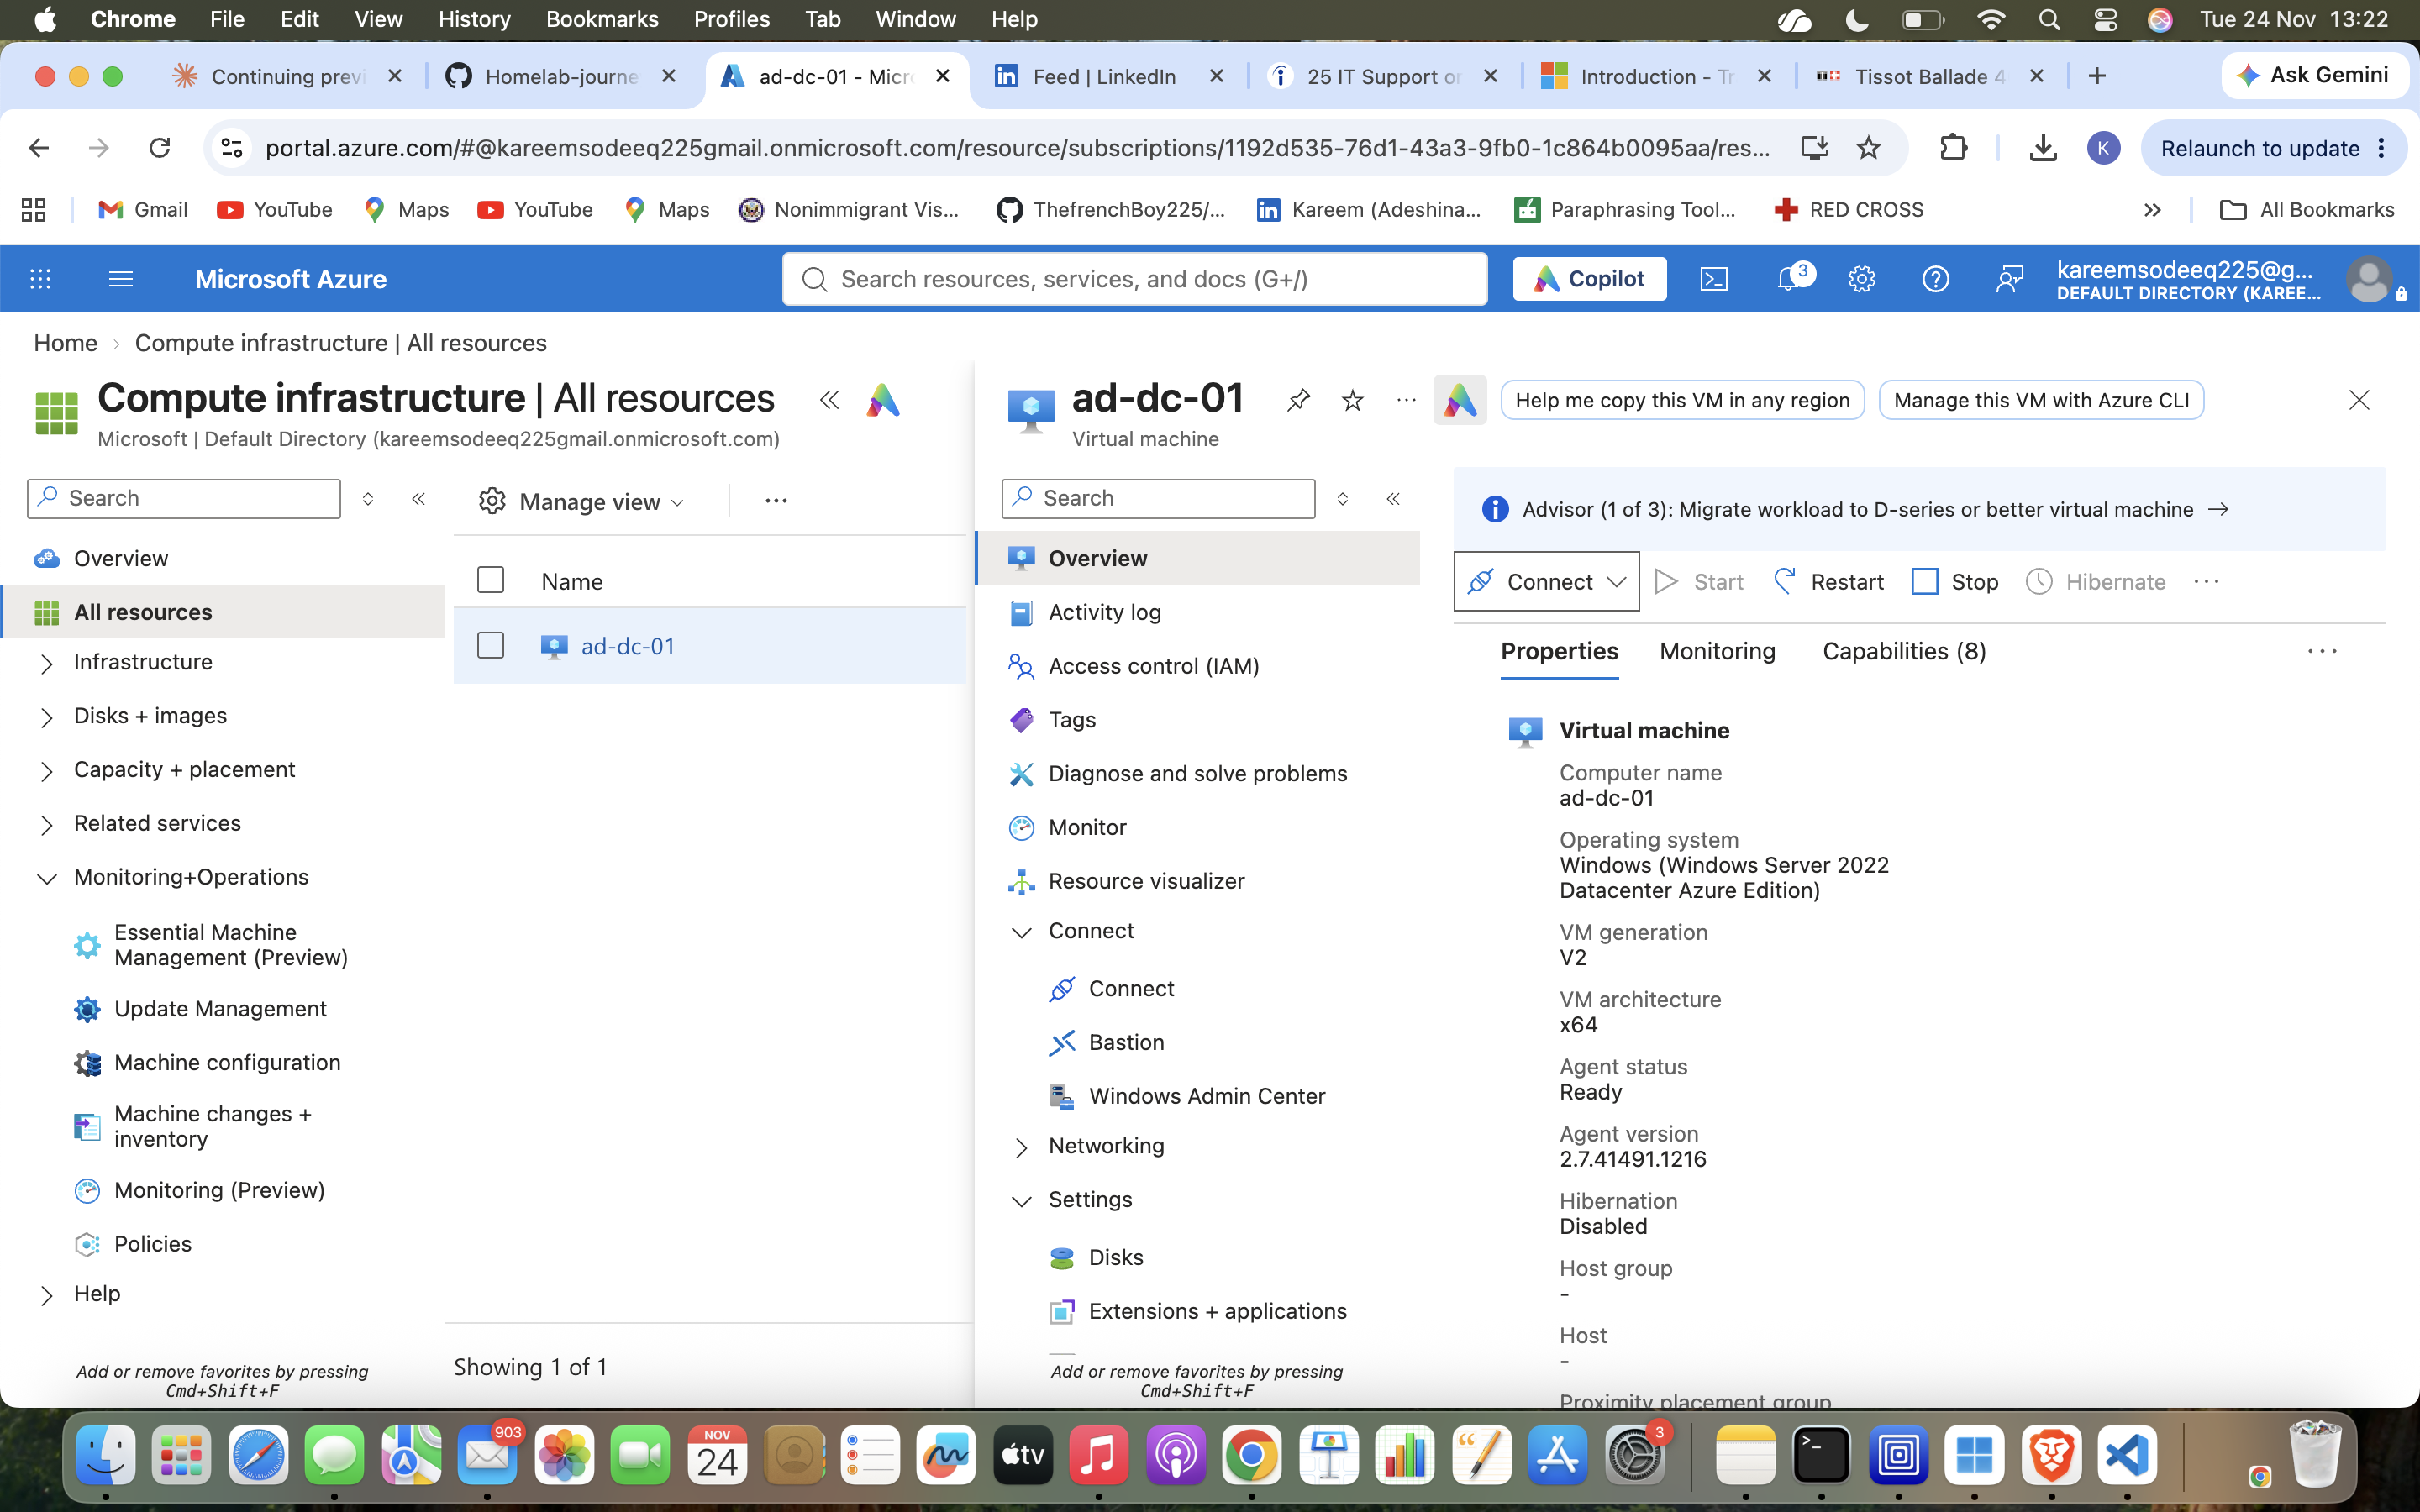 Chrome File Edit View History Bookmarks Profiles Tab Window Help Tue 24 Nov 13:22
Continuing previ Homelab-journe ad-dc-01 - Micr Feed | LinkedIn 25 IT Support or Introduction - Tr Tissot Ballade 4 Ask Gemini
portal.azure.com/#@kareemsodeeq225gmail.onmicrosoft.com/resource/subscriptions/1192d535-76d1-43a3-9fb0-1c864b0095aa/res... K Relaunch to update
Gmail YouTube Maps YouTube Maps Nonimmigrant Vis... ThefrenchBoy225/... Kareem (Adeshina... Paraphrasing Tool... RED CROSS All Bookmarks
Microsoft Azure Search resources, services, and docs (G+/) Copilot 3 kareemsodeeq225@g...
DEFAULT DIRECTORY (KAREE...
Home > Compute infrastructure | All resources
Compute infrastructure | All resources
Microsoft | Default Directory (kareemsodeeq225gmail.onmicrosoft.com)
Search
Overview
All resources
Infrastructure
Disks + images
Capacity + placement
Related services
Monitoring+Operations
Essential Machine
Management (Preview)
Update Management
Machine configuration
Machine changes +
inventory
Monitoring (Preview)
Policies
Help
Add or remove favorites by pressing
Cmd+Shift+F
Manage view ...
Name
ad-dc-01
Showing 1 of 1
ad-dc-01 ... Help me copy this VM in any region Manage this VM with Azure CLI
Virtual machine
Search
Overview
Activity log
Access control (IAM)
Tags
Diagnose and solve problems
Monitor
Resource visualizer
Connect
Connect
Bastion
Windows Admin Center
Networking
Settings
Disks
Extensions + applications
Add or remove favorites by pressing
Cmd+Shift+F
Advisor (1 of 3): Migrate workload to D-series or better virtual machine →
Connect Start Restart Stop Hibernate ...
Properties Monitoring Capabilities (8) ...
Virtual machine
Computer name
ad-dc-01
Operating system
Windows (Windows Server 2022
Datacenter Azure Edition)
VM generation
V2
VM architecture
x64
Agent status
Ready
Agent version
2.7.41491.1216
Hibernation
Disabled
Host group
-
Host
-
Proximity placement group
903 NOV 24 tv 3